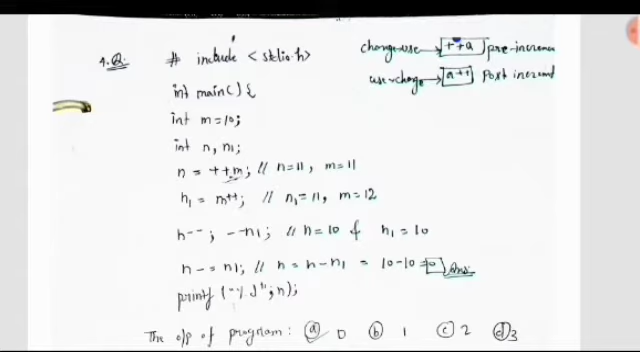 1.Q. # include <stdio.h>
change-use → ++a pre-increment
use-change → a++ Post increment
int main() {
int m=10;
int n, n1;
n = ++m; // n=11, m=11
n1 = m++; // n1=11, m=12
n--; --n1; // n=10 & n1=10
n -= n1; // n = n-n1 = 10-10 = 0 Ans:
printf ("%d", n);
The o/p of program: (a) 0 (b) 1 (c) 2 (d) 3